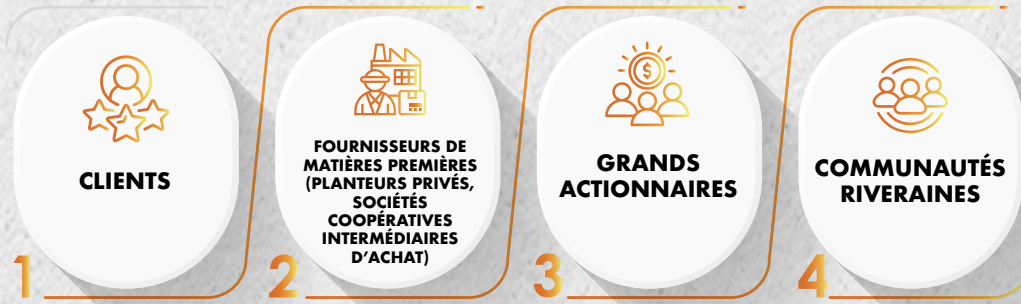 CLIENTS
1
FOURNISSEURS DE
MATIÈRES PREMIÈRES
(PLANTEURS PRIVÉS,
SOCIÉTÉS
COOPÉRATIVES
INTERMÉDIAIRES
D'ACHAT)
2
$
GRANDS
ACTIONNAIRES
3
COMMUNAUTÉS
RIVERAINES
4